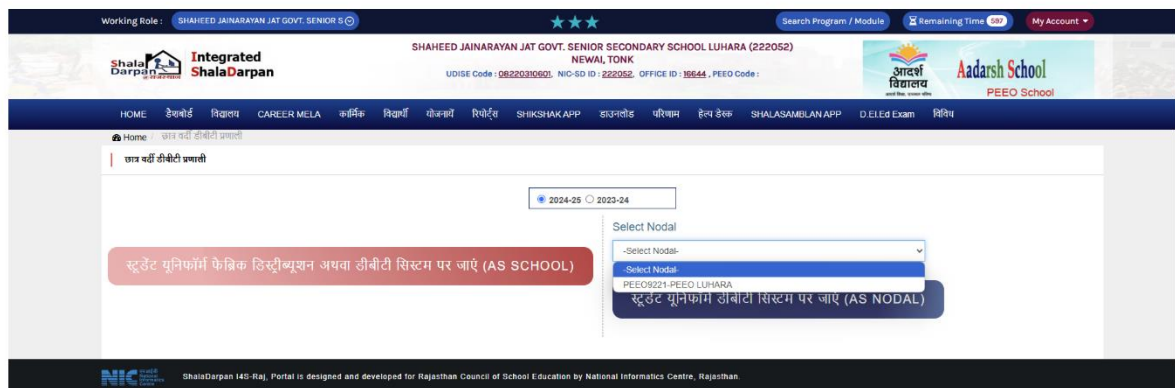 Working Role : SHAHEED JAINARAYAN JAT GOVT. SENIOR S
Search Program / Module
Remaining Time 597
My Account
Shala Darpan
Integrated ShalaDarpan
SHAHEED JAINARAYAN JAT GOVT. SENIOR SECONDARY SCHOOL LUHARA (222052)
NEWAI, TONK
UDISE Code : 08220310601, NIC-SD ID : 222052, OFFICE ID : 16644 , PEEO Code :
आदर्श विद्यालय
Aadarsh School
PEEO School
HOME डैशबोर्ड विद्यालय CAREER MELA कार्मिक विद्यार्थी योजनायें रिपोर्ट्स SHIKSHAK APP डाउनलोड परिणाम हेल्प डेस्क SHALASAMBLAN APP D.El.Ed Exam विविध
Home / छात्र वर्दी डीबीटी प्रणाली
छात्र वर्दी डीबीटी प्रणाली
2024-25 2023-24
Select Nodal
-Select Nodal-
-Select Nodal-
PEEO9221-PEEO LUHARA
स्टूडेंट यूनिफॉर्म फेब्रिक डिस्ट्रीब्यूशन अथवा डीबीटी सिस्टम पर जाएं (AS SCHOOL)
स्टूडेंट यूनिफॉर्म डीबीटी सिस्टम पर जाएं (AS NODAL)
NIC National Informatics Centre
ShalaDarpan I4S-Raj, Portal is designed and developed for Rajasthan Council of School Education by National Informatics Centre, Rajasthan.